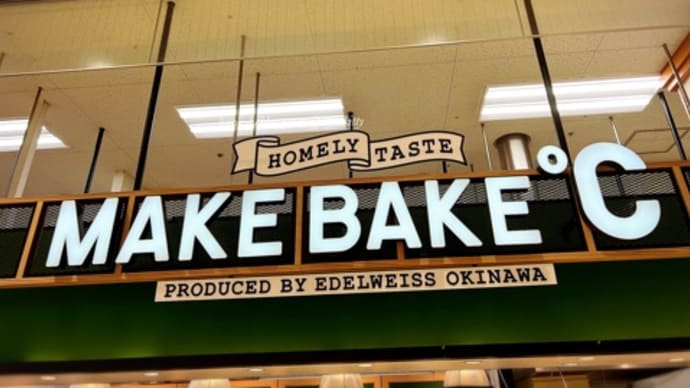 HOMELY TASTE
MAKE BAKE °C
PRODUCED BY EDELWEISS OKINAWA